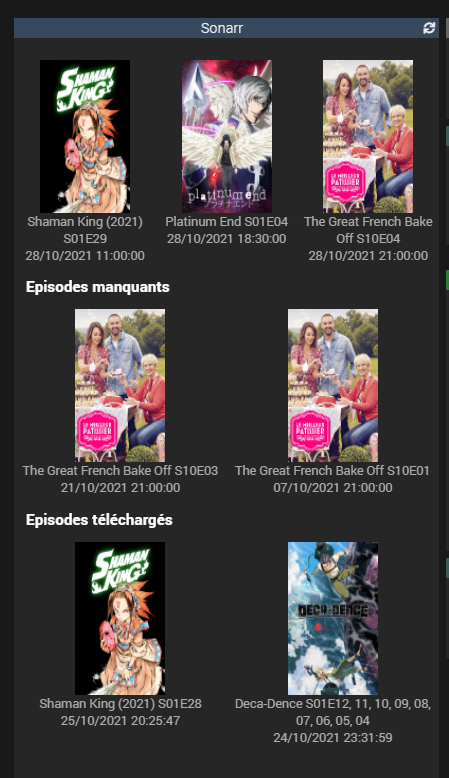 Sonarr
SHAMAN
KING
platinum end
プラチナエンド
LE MEILLEUR
PÂTISSIER
Shaman King (2021)
S01E29
28/10/2021 11:00:00
Platinum End S01E04
28/10/2021 18:30:00
The Great French Bake
Off S10E04
28/10/2021 21:00:00
Episodes manquants
LE MEILLEUR
PÂTISSIER
LE MEILLEUR
PÂTISSIER
The Great French Bake Off S10E03
21/10/2021 21:00:00
The Great French Bake Off S10E01
07/10/2021 21:00:00
Episodes téléchargés
SHAMAN
KING
DECA-DENCE
Shaman King (2021) S01E28
25/10/2021 20:25:47
Deca-Dence S01E12, 11, 10, 09, 08,
07, 06, 05, 04
24/10/2021 23:31:59